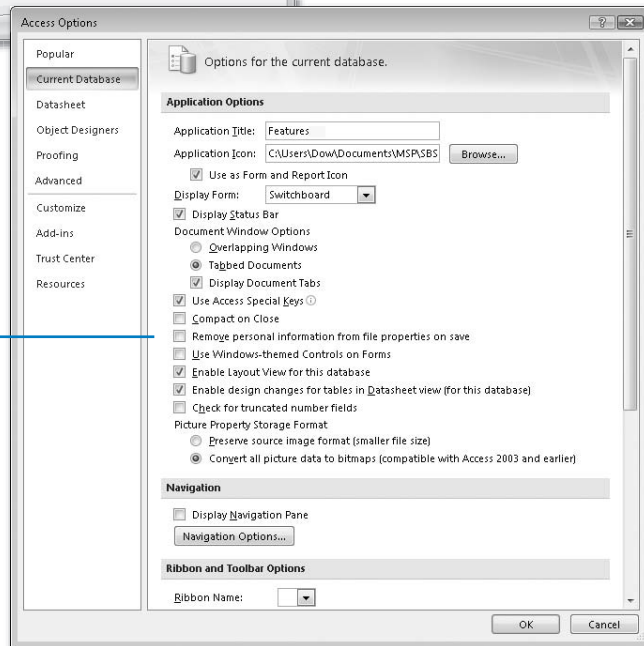 Access Options
Popular
Current Database
Datasheet
Object Designers
Proofing
Advanced
Customize
Add-ins
Trust Center
Resources
Options for the current database.
Application Options
Application Title: Features
Application Icon: C:\Users\Dow\Documents\MSP\SBS Browse...
Use as Form and Report Icon
Display Form: Switchboard
Display Status Bar
Document Window Options
Overlapping Windows
Tabbed Documents
Display Document Tabs
Use Access Special Keys
Compact on Close
Remove personal information from file properties on save
Use Windows-themed Controls on Forms
Enable Layout View for this database
Enable design changes for tables in Datasheet view (for this database)
Check for truncated number fields
Picture Property Storage Format
Preserve source image format (smaller file size)
Convert all picture data to bitmaps (compatible with Access 2003 and earlier)
Navigation
Display Navigation Pane
Navigation Options...
Ribbon and Toolbar Options
Ribbon Name:
OK Cancel